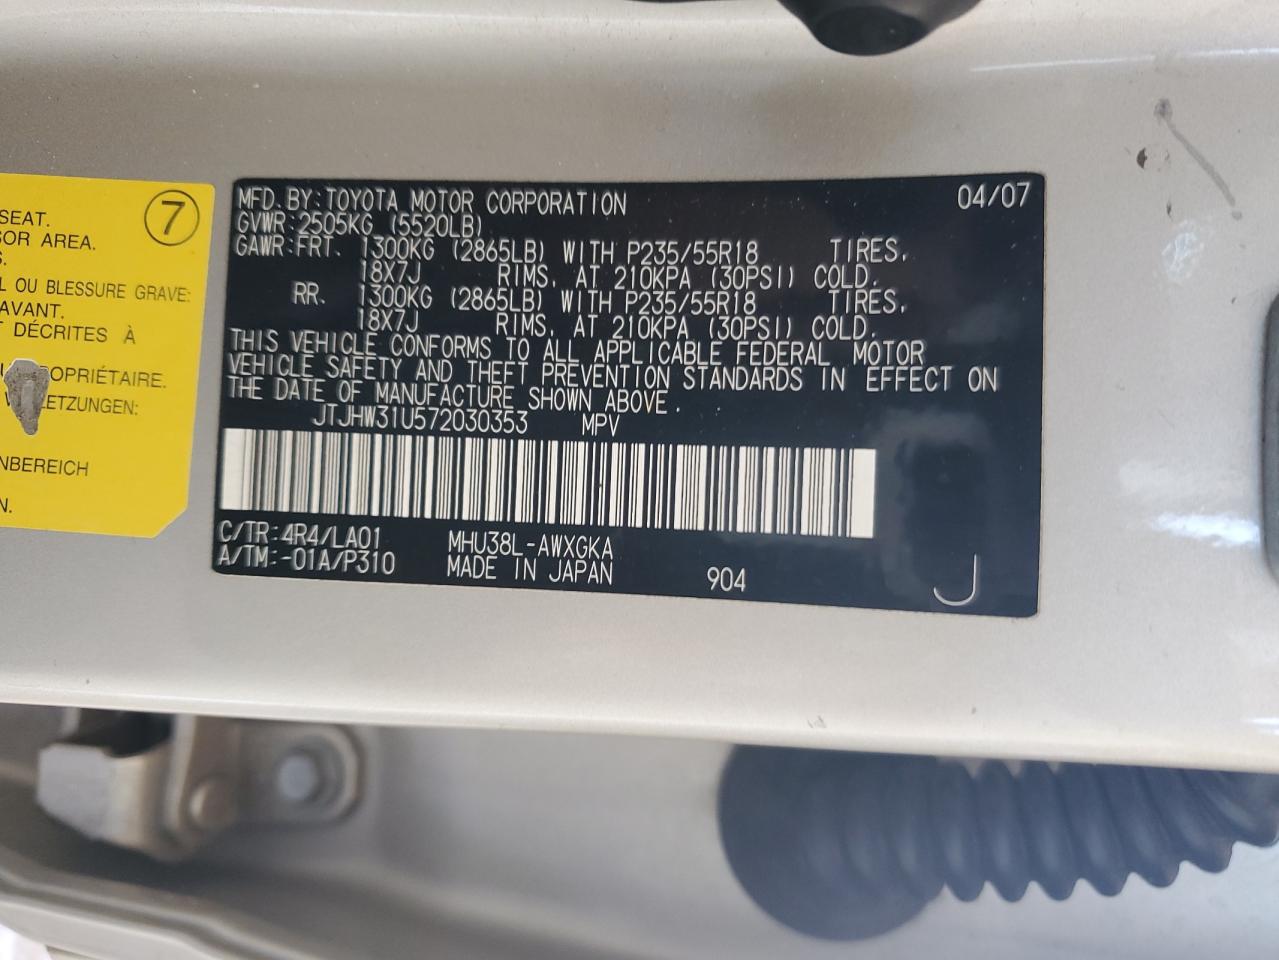 7
SEAT.
SOR AREA.
S.
L OU BLESSURE GRAVE:
AVANT.
T DÉCRITES À
OPRIÉTAIRE.
LETZUNGEN:
NBEREICH
N.
MFD. BY: TOYOTA MOTOR CORPORATION 04/07
GVWR: 2505KG (5520LB)
GAWR: FRT. 1300KG (2865LB) WITH P235/55R18 TIRES,
18X7J RIMS, AT 210KPA (30PSI) COLD.
RR. 1300KG (2865LB) WITH P235/55R18 TIRES,
18X7J RIMS, AT 210KPA (30PSI) COLD.
THIS VEHICLE CONFORMS TO ALL APPLICABLE FEDERAL MOTOR
VEHICLE SAFETY AND THEFT PREVENTION STANDARDS IN EFFECT ON
THE DATE OF MANUFACTURE SHOWN ABOVE.
JTJHW31U572030353 MPV
C/TR: 4R4/LA01 MHU38L-AWXGKA
A/TM: -01A/P310 MADE IN JAPAN 904 J